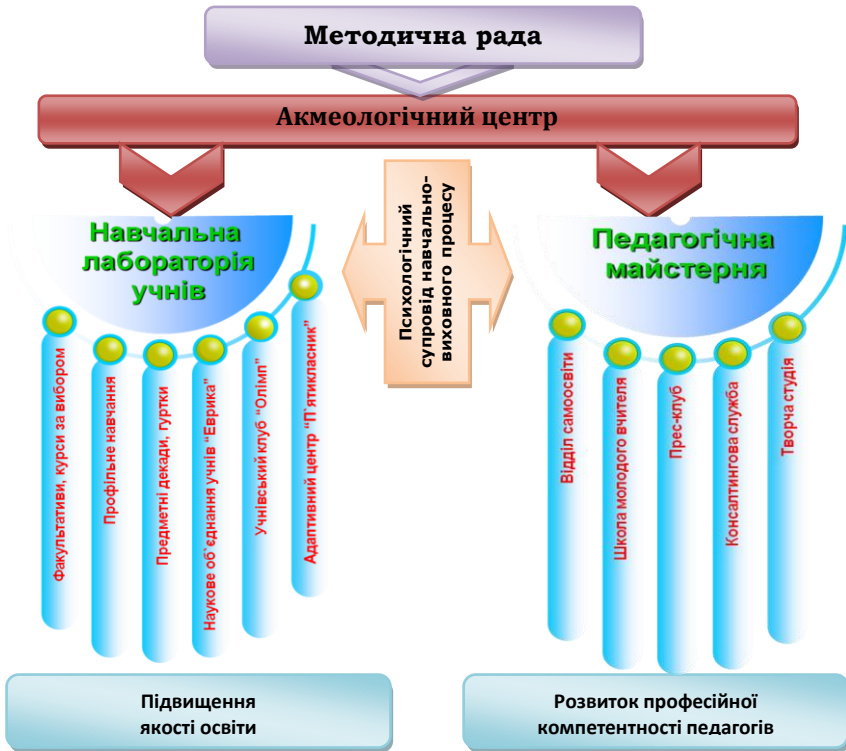 Методична рада
Акмеологічний центр
Навчальна
лабораторія
учнів
Факультативи, курси за вибором
Профільне навчання
Предметні декади, гуртки
Наукове об`єднання учнів "Еврика"
Учнівський клуб "Олімп"
Адаптивний центр "П`ятикласник"
Психологічний
супровід навчально-
виховного процесу
Педагогічна
майстерня
Відділ самоосвіти
Школа молодого вчителя
Прес-клуб
Консалтингова служба
Творча студія
Підвищення
якості освіти
Розвиток професійної
компетентності педагогів